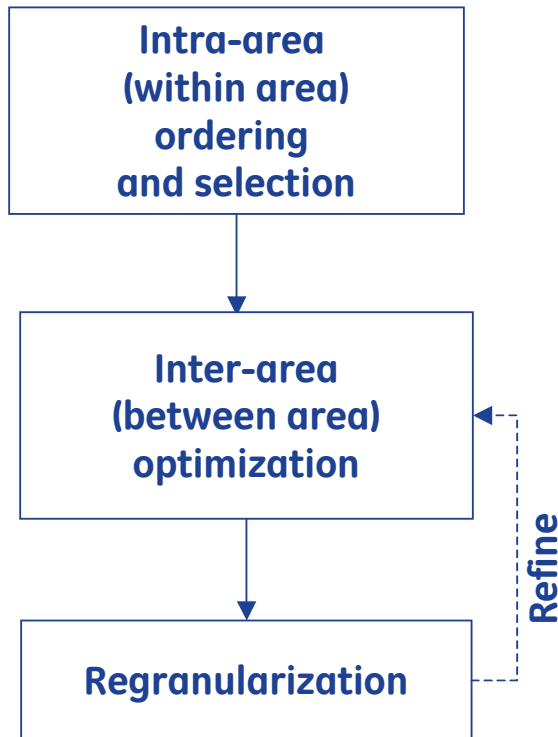 Intra-area
(within area)
ordering
and selection
Inter-area
(between area)
optimization
Refine
Regranularization